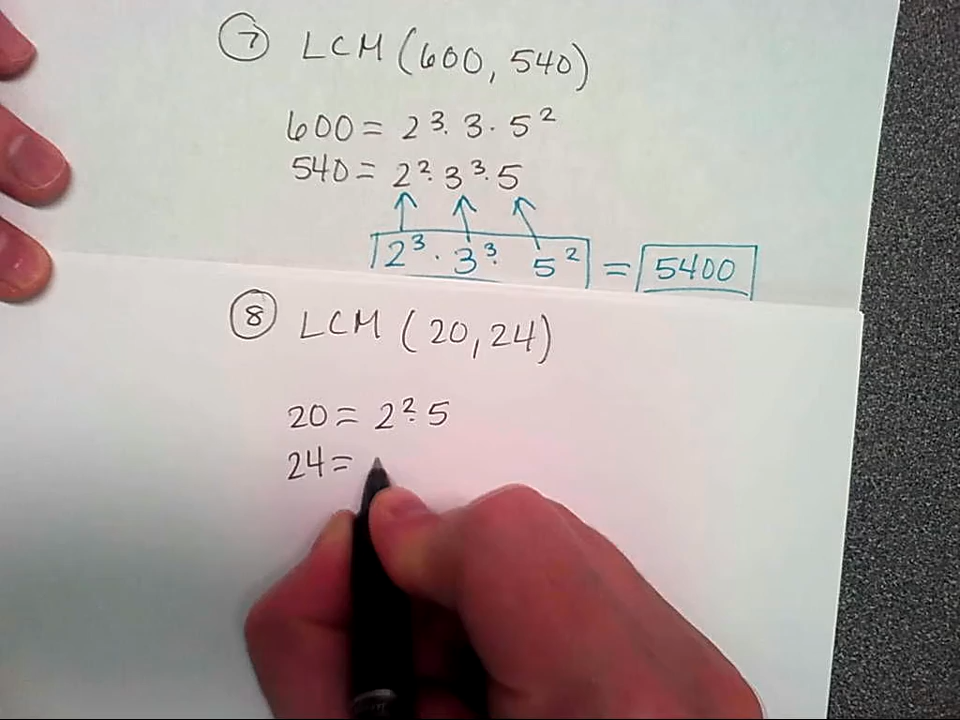 ⑦ LCM (600, 540)
600 = 2³ · 3 · 5²
540 = 2² · 3³ · 5
2³ · 3³ · 5² = 5400
⑧ LCM (20, 24)
20 = 2² · 5
24 =